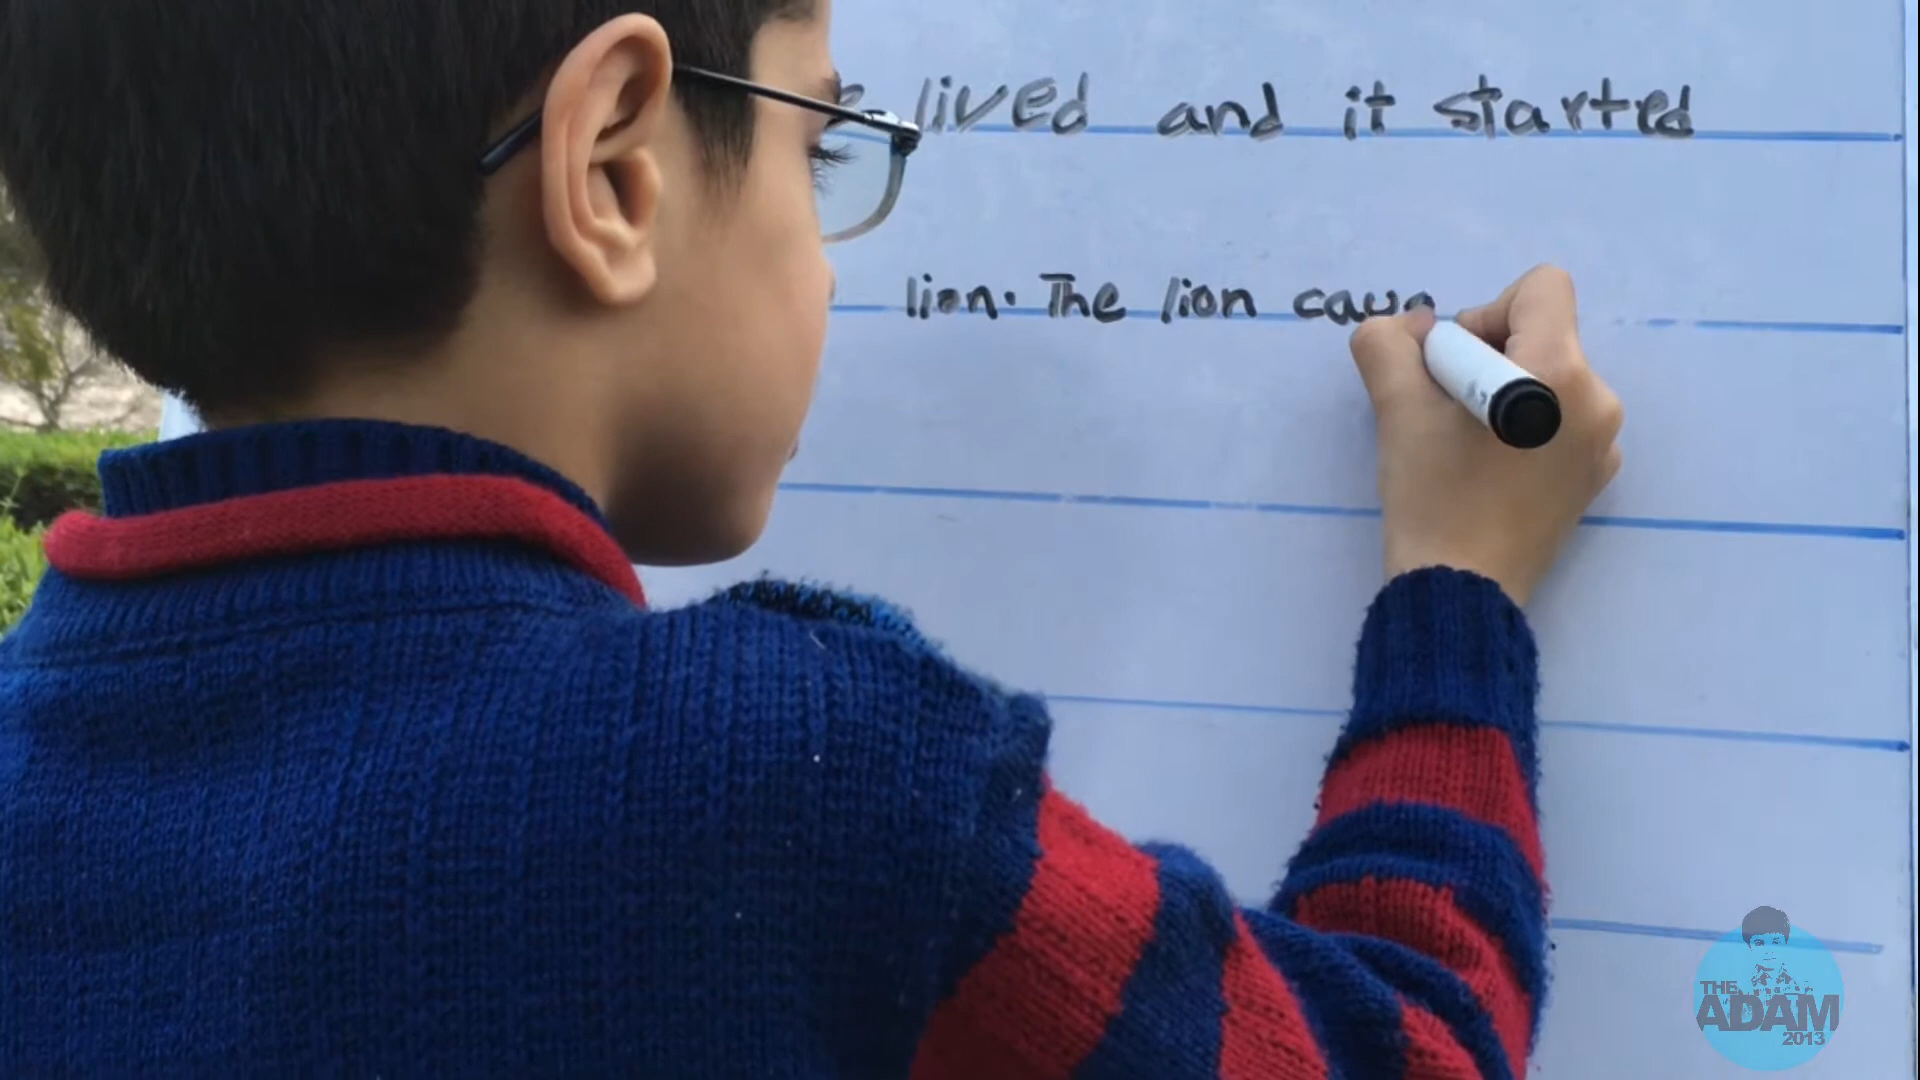 lived and it started
lion. The lion
THE
ADAM
2013